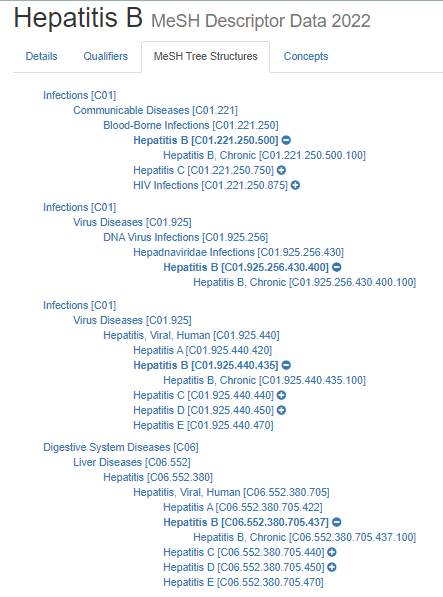 Hepatitis B MeSH Descriptor Data 2022
Details Qualifiers MeSH Tree Structures Concepts
Infections [C01]
Communicable Diseases [C01.221]
Blood-Borne Infections [C01.221.250]
Hepatitis B [C01.221.250.500]
Hepatitis B, Chronic [C01.221.250.500.100]
Hepatitis C [C01.221.250.750]
HIV Infections [C01.221.250.875]
Infections [C01]
Virus Diseases [C01.925]
DNA Virus Infections [C01.925.256]
Hepadnaviridae Infections [C01.925.256.430]
Hepatitis B [C01.925.256.430.400]
Hepatitis B, Chronic [C01.925.256.430.400.100]
Infections [C01]
Virus Diseases [C01.925]
Hepatitis, Viral, Human [C01.925.440]
Hepatitis A [C01.925.440.420]
Hepatitis B [C01.925.440.435]
Hepatitis B, Chronic [C01.925.440.435.100]
Hepatitis C [C01.925.440.440]
Hepatitis D [C01.925.440.450]
Hepatitis E [C01.925.440.470]
Digestive System Diseases [C06]
Liver Diseases [C06.552]
Hepatitis [C06.552.380]
Hepatitis, Viral, Human [C06.552.380.705]
Hepatitis A [C06.552.380.705.422]
Hepatitis B [C06.552.380.705.437]
Hepatitis B, Chronic [C06.552.380.705.437.100]
Hepatitis C [C06.552.380.705.440]
Hepatitis D [C06.552.380.705.450]
Hepatitis E [C06.552.380.705.470]